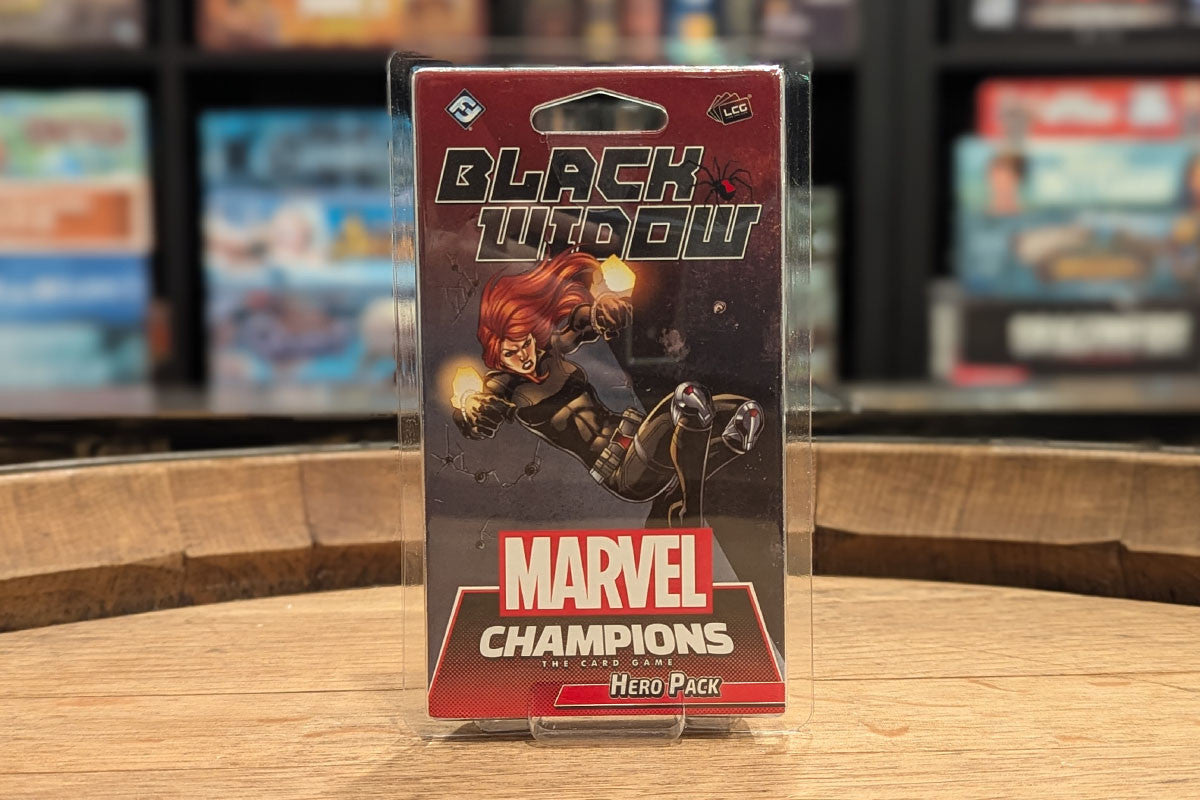 LCG
BLACK
WIDOW
MARVEL
CHAMPIONS
THE CARD GAME
HERO PACK